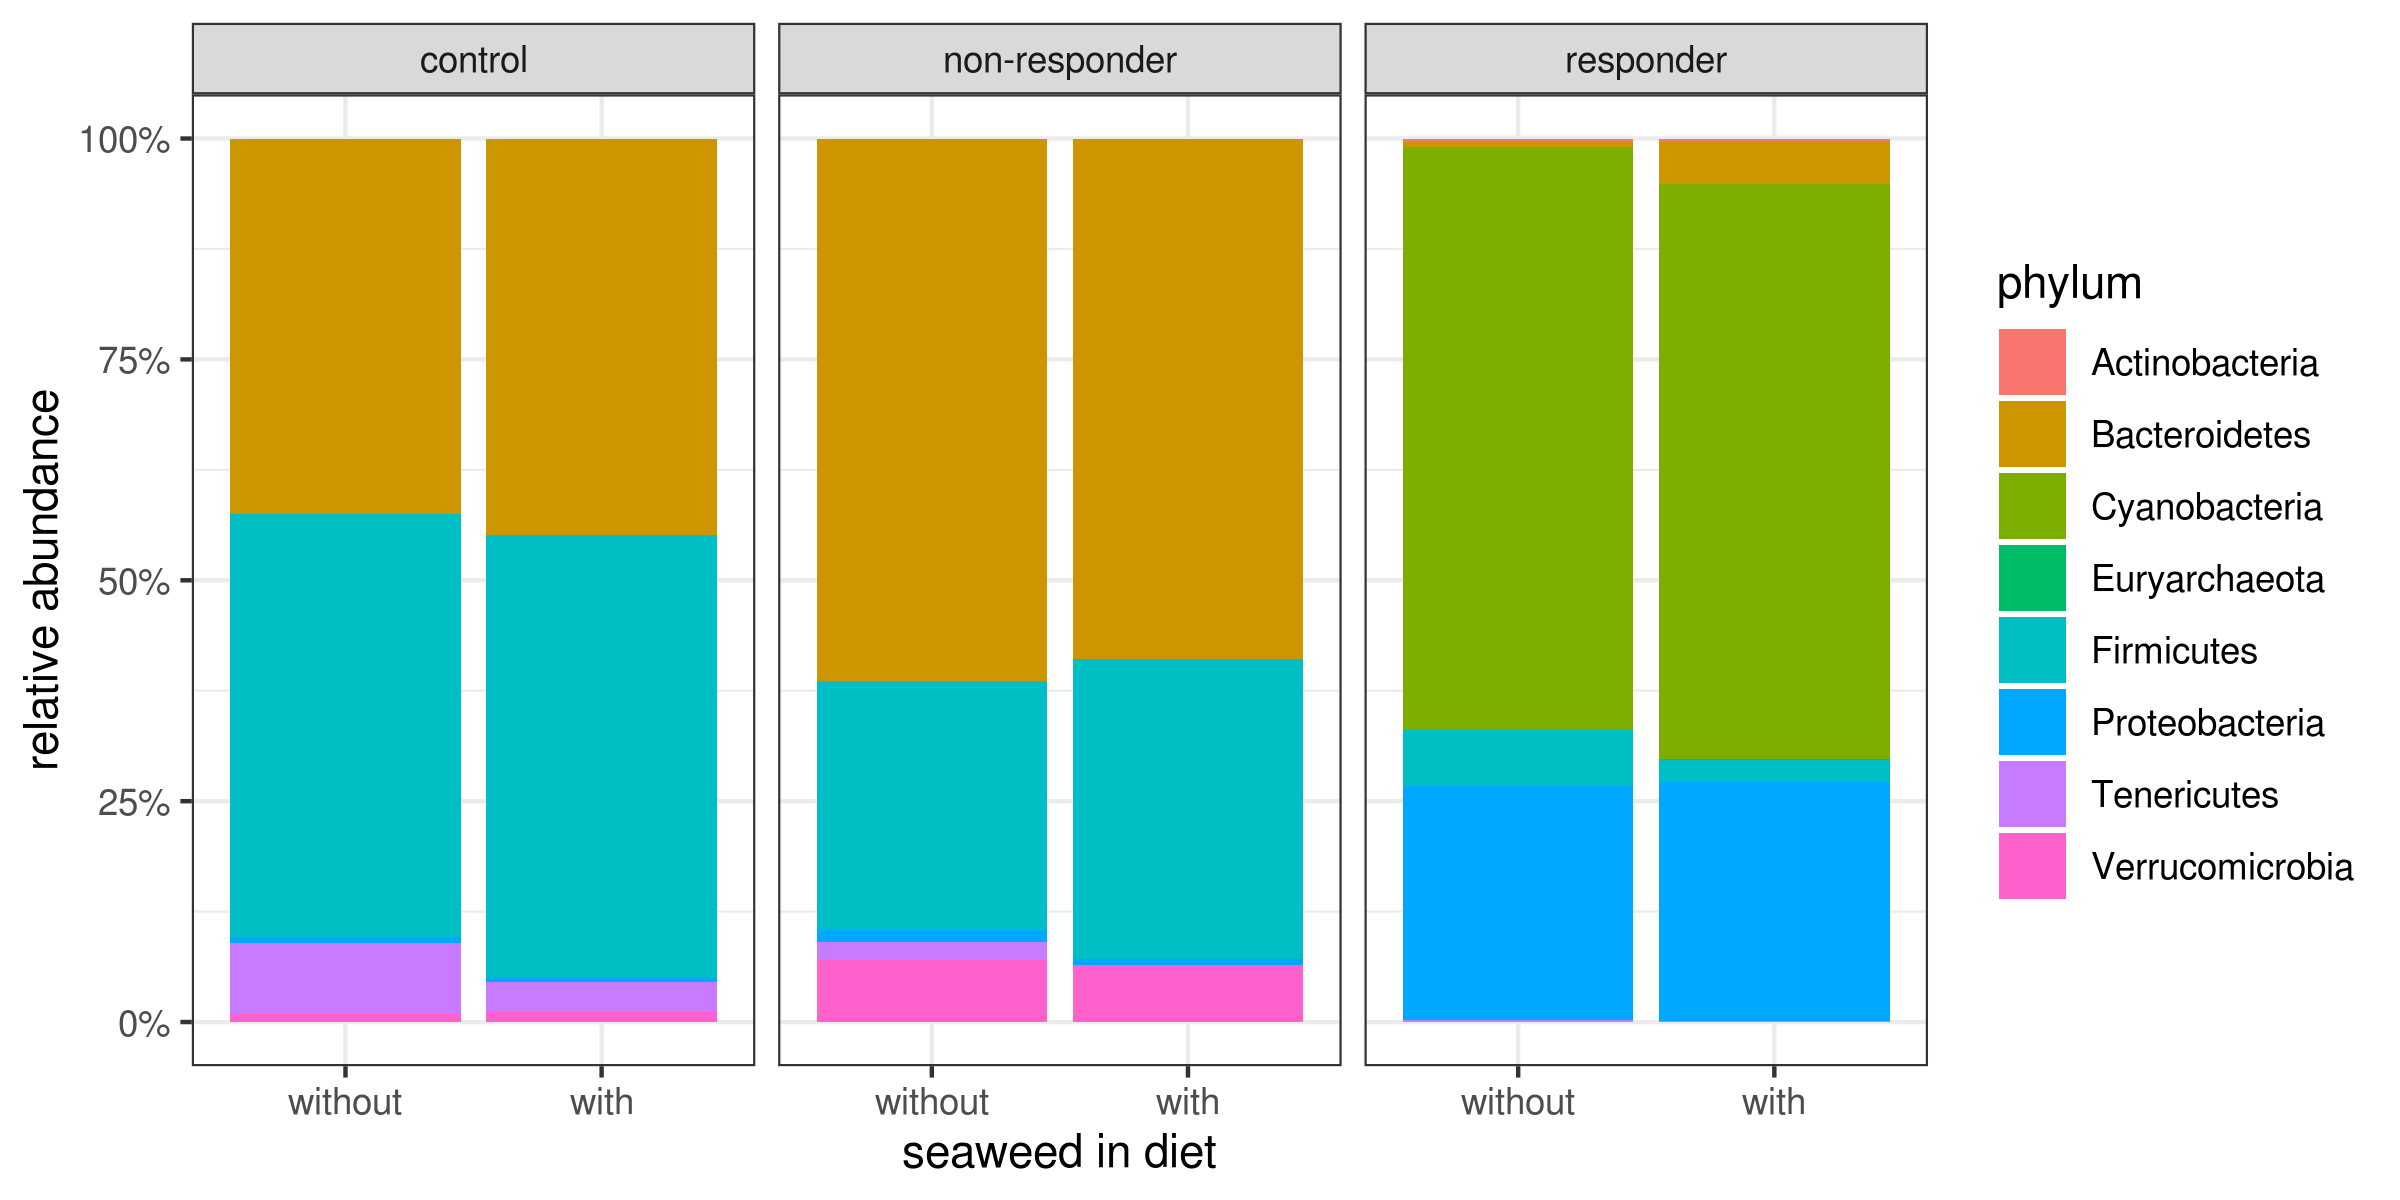 control
non-responder
responder
100%
75%
50%
25%
0%
relative abundance
without
with
without
with
without
with
seaweed in diet
phylum
Actinobacteria
Bacteroidetes
Cyanobacteria
Euryarchaeota
Firmicutes
Proteobacteria
Tenericutes
Verrucomicrobia